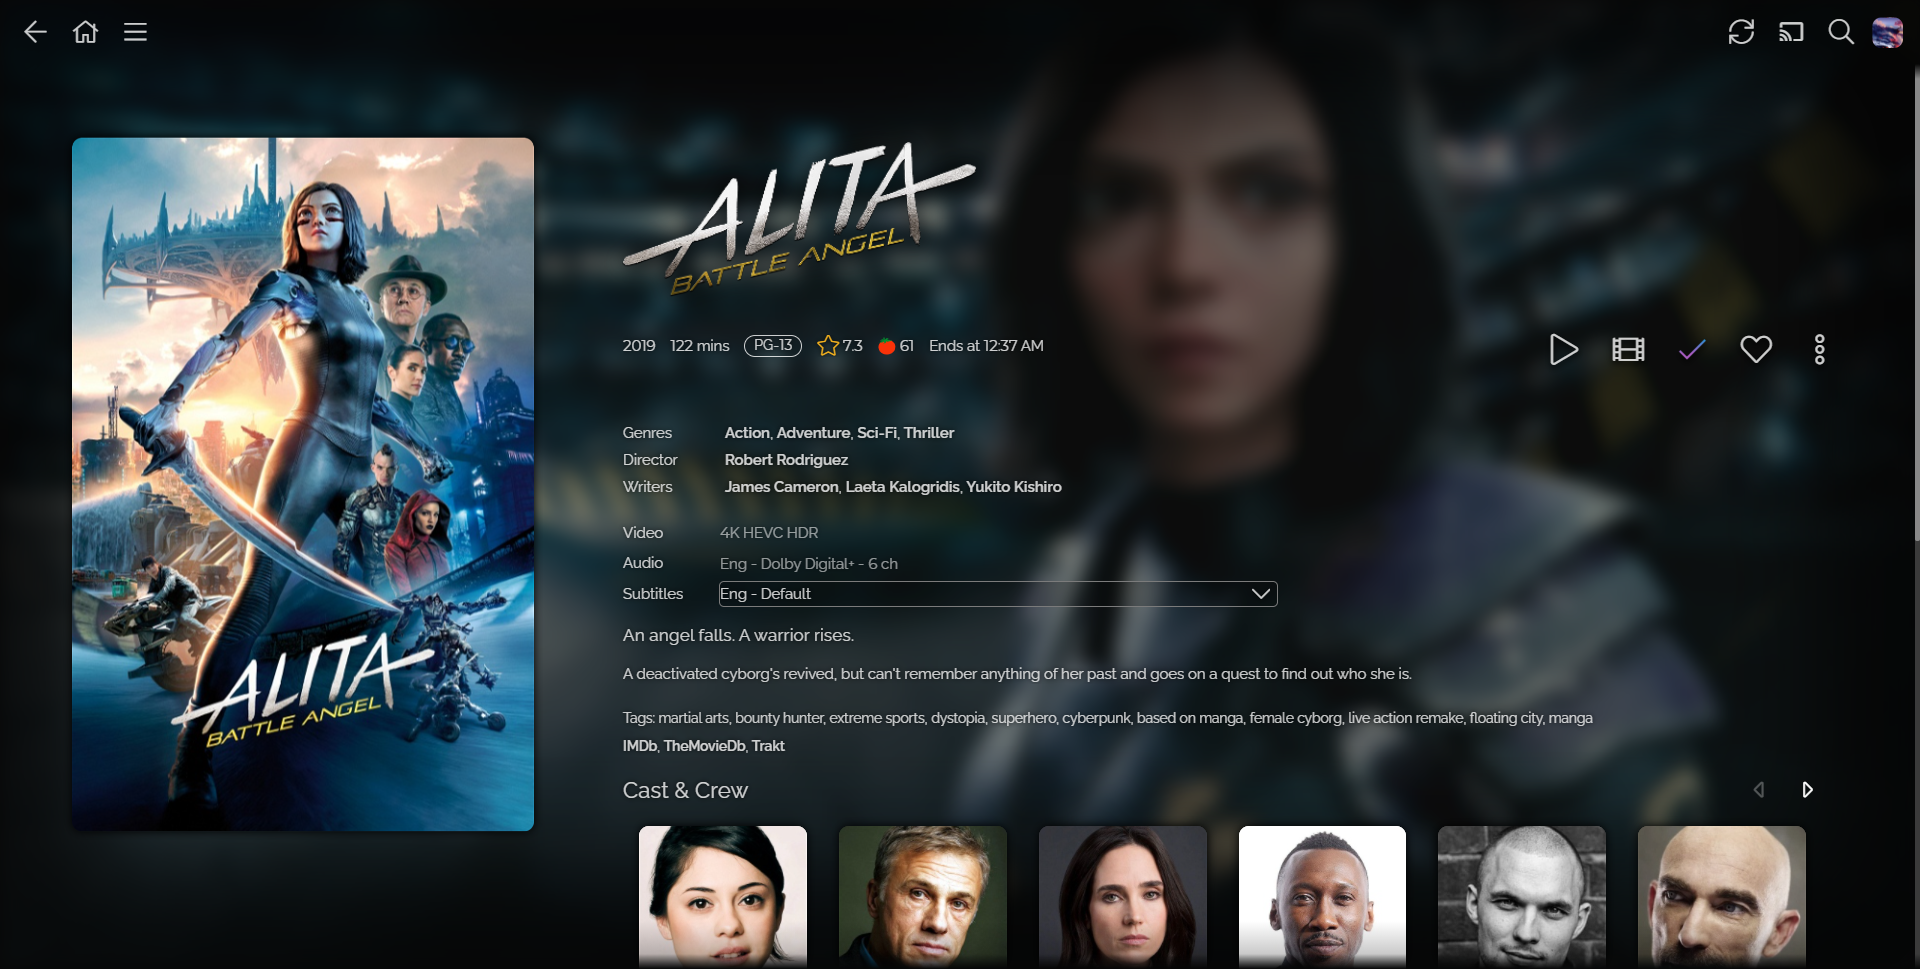 ALITA
BATTLE ANGEL
ALITA
BATTLE ANGEL
2019 122 mins PG-13 7.3 61 Ends at 12:37 AM
Genres Action, Adventure, Sci-Fi, Thriller
Director Robert Rodriguez
Writers James Cameron, Laeta Kalogridis, Yukito Kishiro
Video 4K HEVC HDR
Audio Eng - Dolby Digital+ - 6 ch
Subtitles Eng - Default
An angel falls. A warrior rises.
A deactivated cyborg's revived, but can't remember anything of her past and goes on a quest to find out who she is.
Tags: martial arts, bounty hunter, extreme sports, dystopia, superhero, cyberpunk, based on manga, female cyborg, live action remake, floating city, manga
IMDb, TheMovieDb, Trakt
Cast & Crew